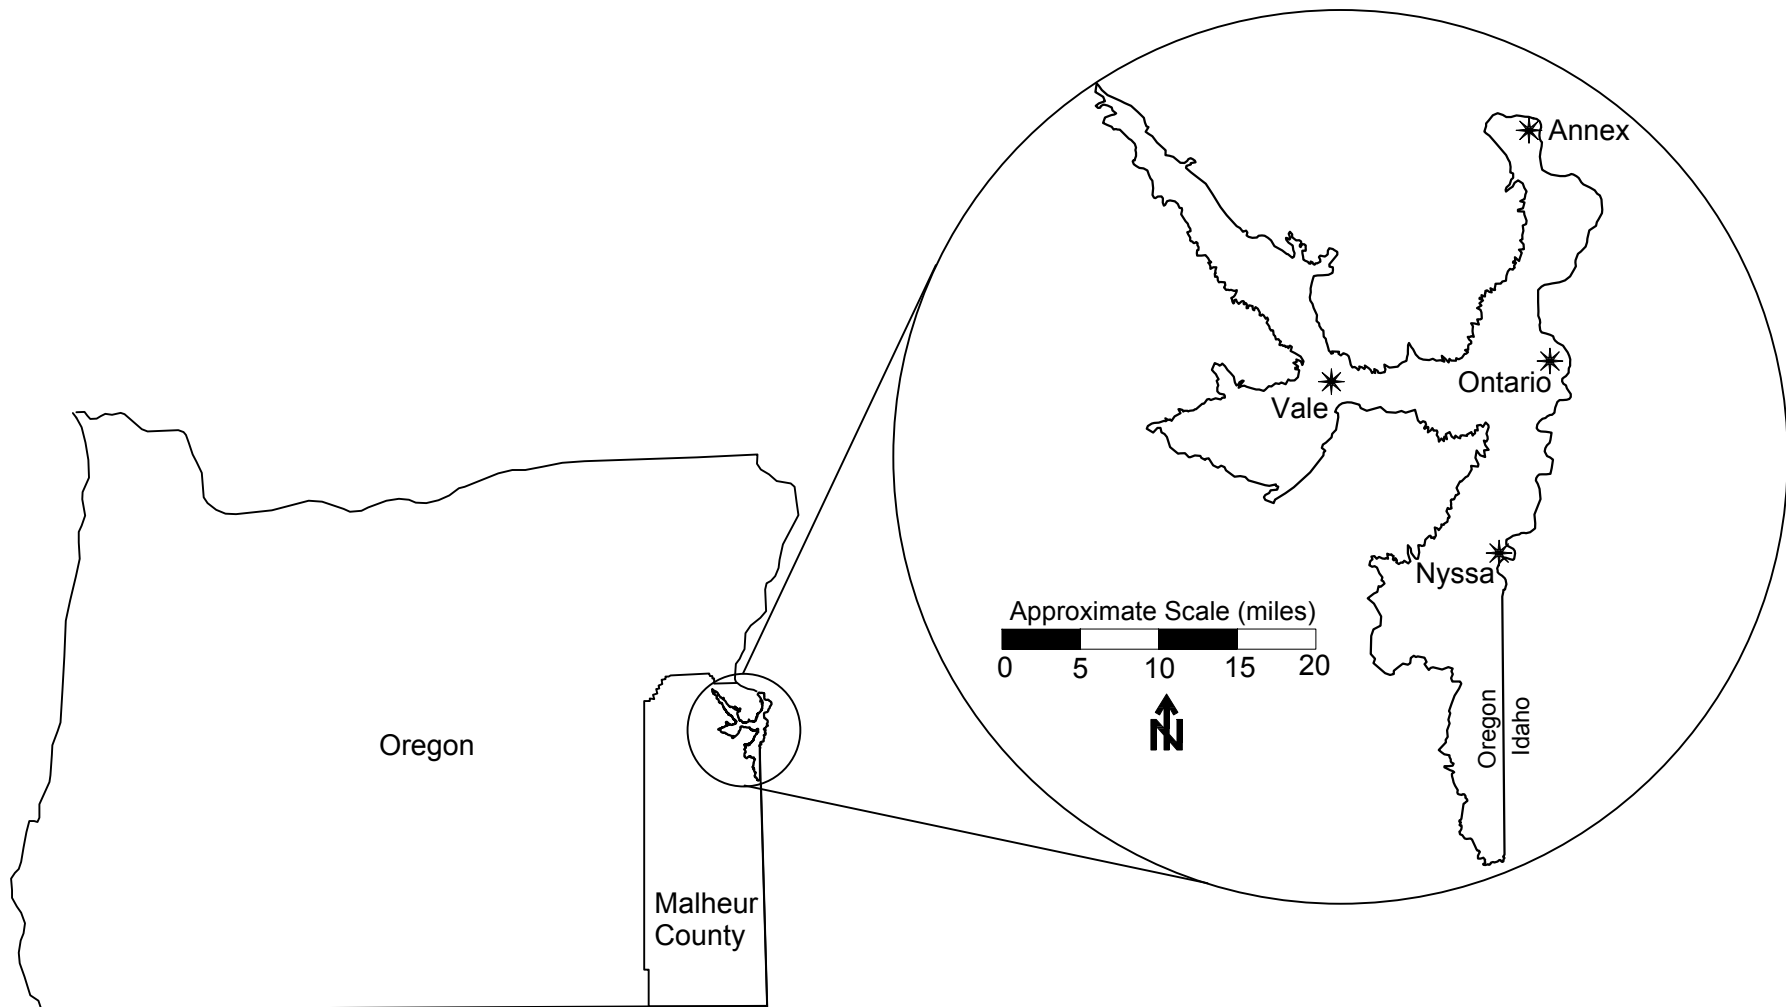 Annex
Ontario
Vale
Nyssa
Approximate Scale (miles)
0 5 10 15 20
N
Oregon
Idaho
Oregon
Malheur
County